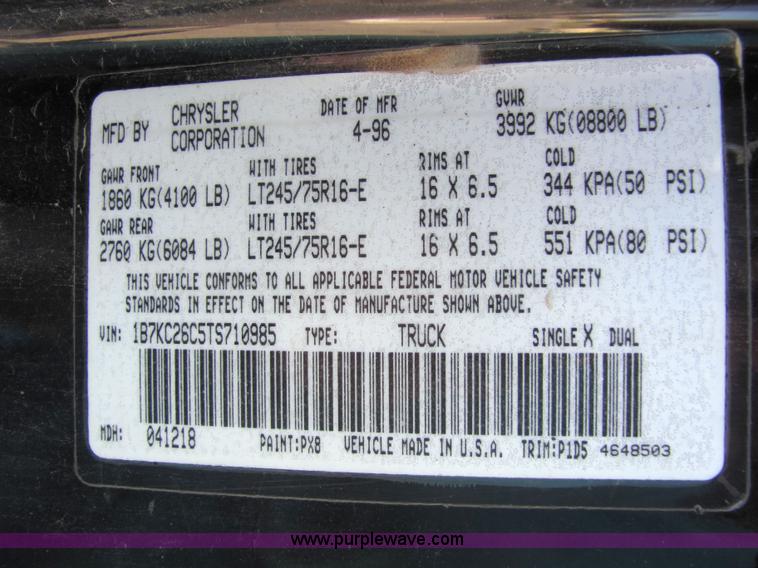 MFD BY CHRYSLER CORPORATION DATE OF MFR 4-96 GVWR 3992 KG(08800 LB)
GAWR FRONT WITH TIRES RIMS AT COLD
1860 KG(4100 LB) LT245/75R16-E 16 X 6.5 344 KPA(50 PSI)
GAWR REAR WITH TIRES RIMS AT COLD
2760 KG(6084 LB) LT245/75R16-E 16 X 6.5 551 KPA(80 PSI)
THIS VEHICLE CONFORMS TO ALL APPLICABLE FEDERAL MOTOR VEHICLE SAFETY
STANDARDS IN EFFECT ON THE DATE OF MANUFACTURE SHOWN ABOVE.
VIN: 1B7KC26C5TS710985 TYPE: TRUCK SINGLE X DUAL
MDH: 041218 PAINT:PX8 VEHICLE MADE IN U.S.A. TRIM:P1D5 4648503
www.purplewave.com